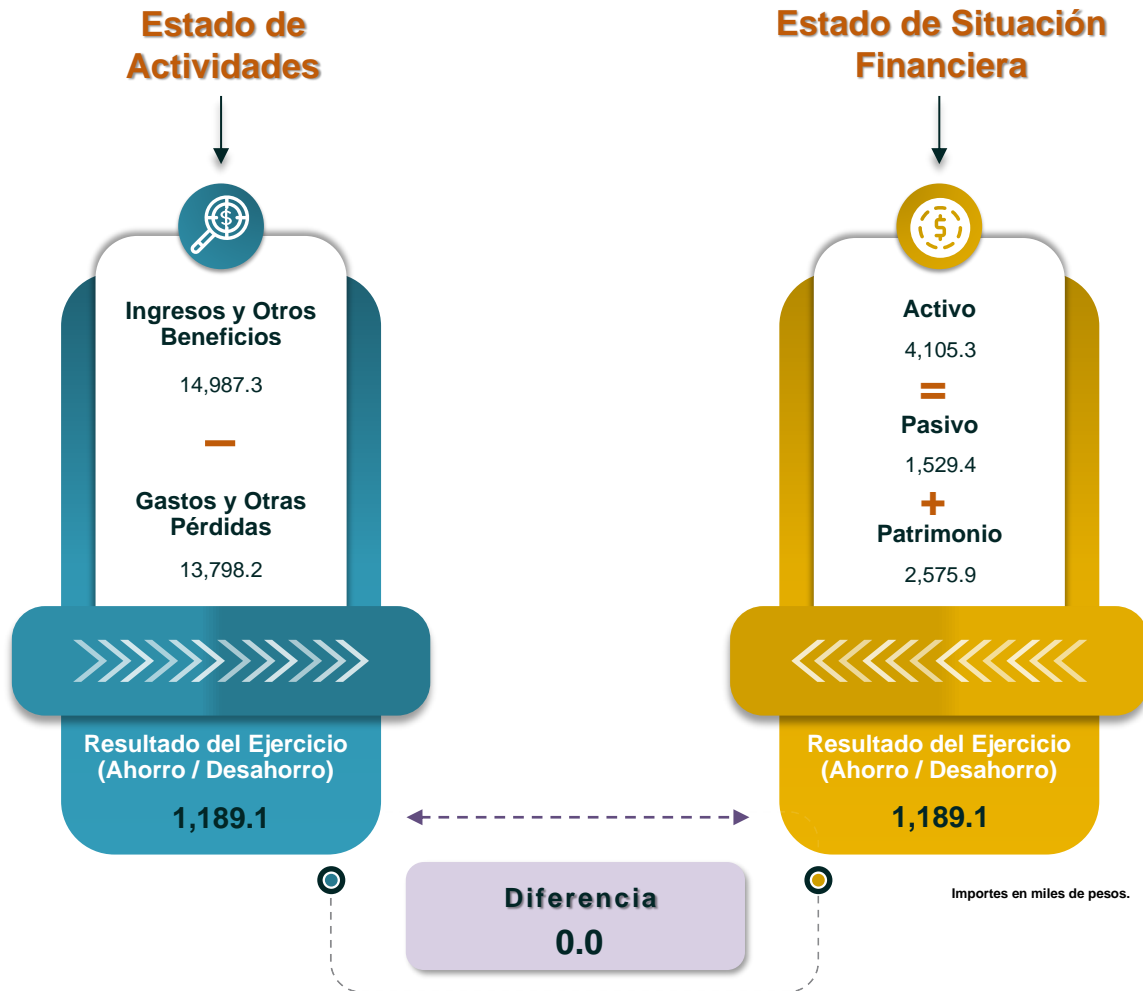 Estado de
Actividades
Ingresos y Otros
Beneficios
14,987.3
−
Gastos y Otras
Pérdidas
13,798.2
Resultado del Ejercicio
(Ahorro / Desahorro)
1,189.1
Estado de Situación
Financiera
$
Activo
4,105.3
=
Pasivo
1,529.4
+
Patrimonio
2,575.9
Resultado del Ejercicio
(Ahorro / Desahorro)
1,189.1
Diferencia
0.0
Importes en miles de pesos.